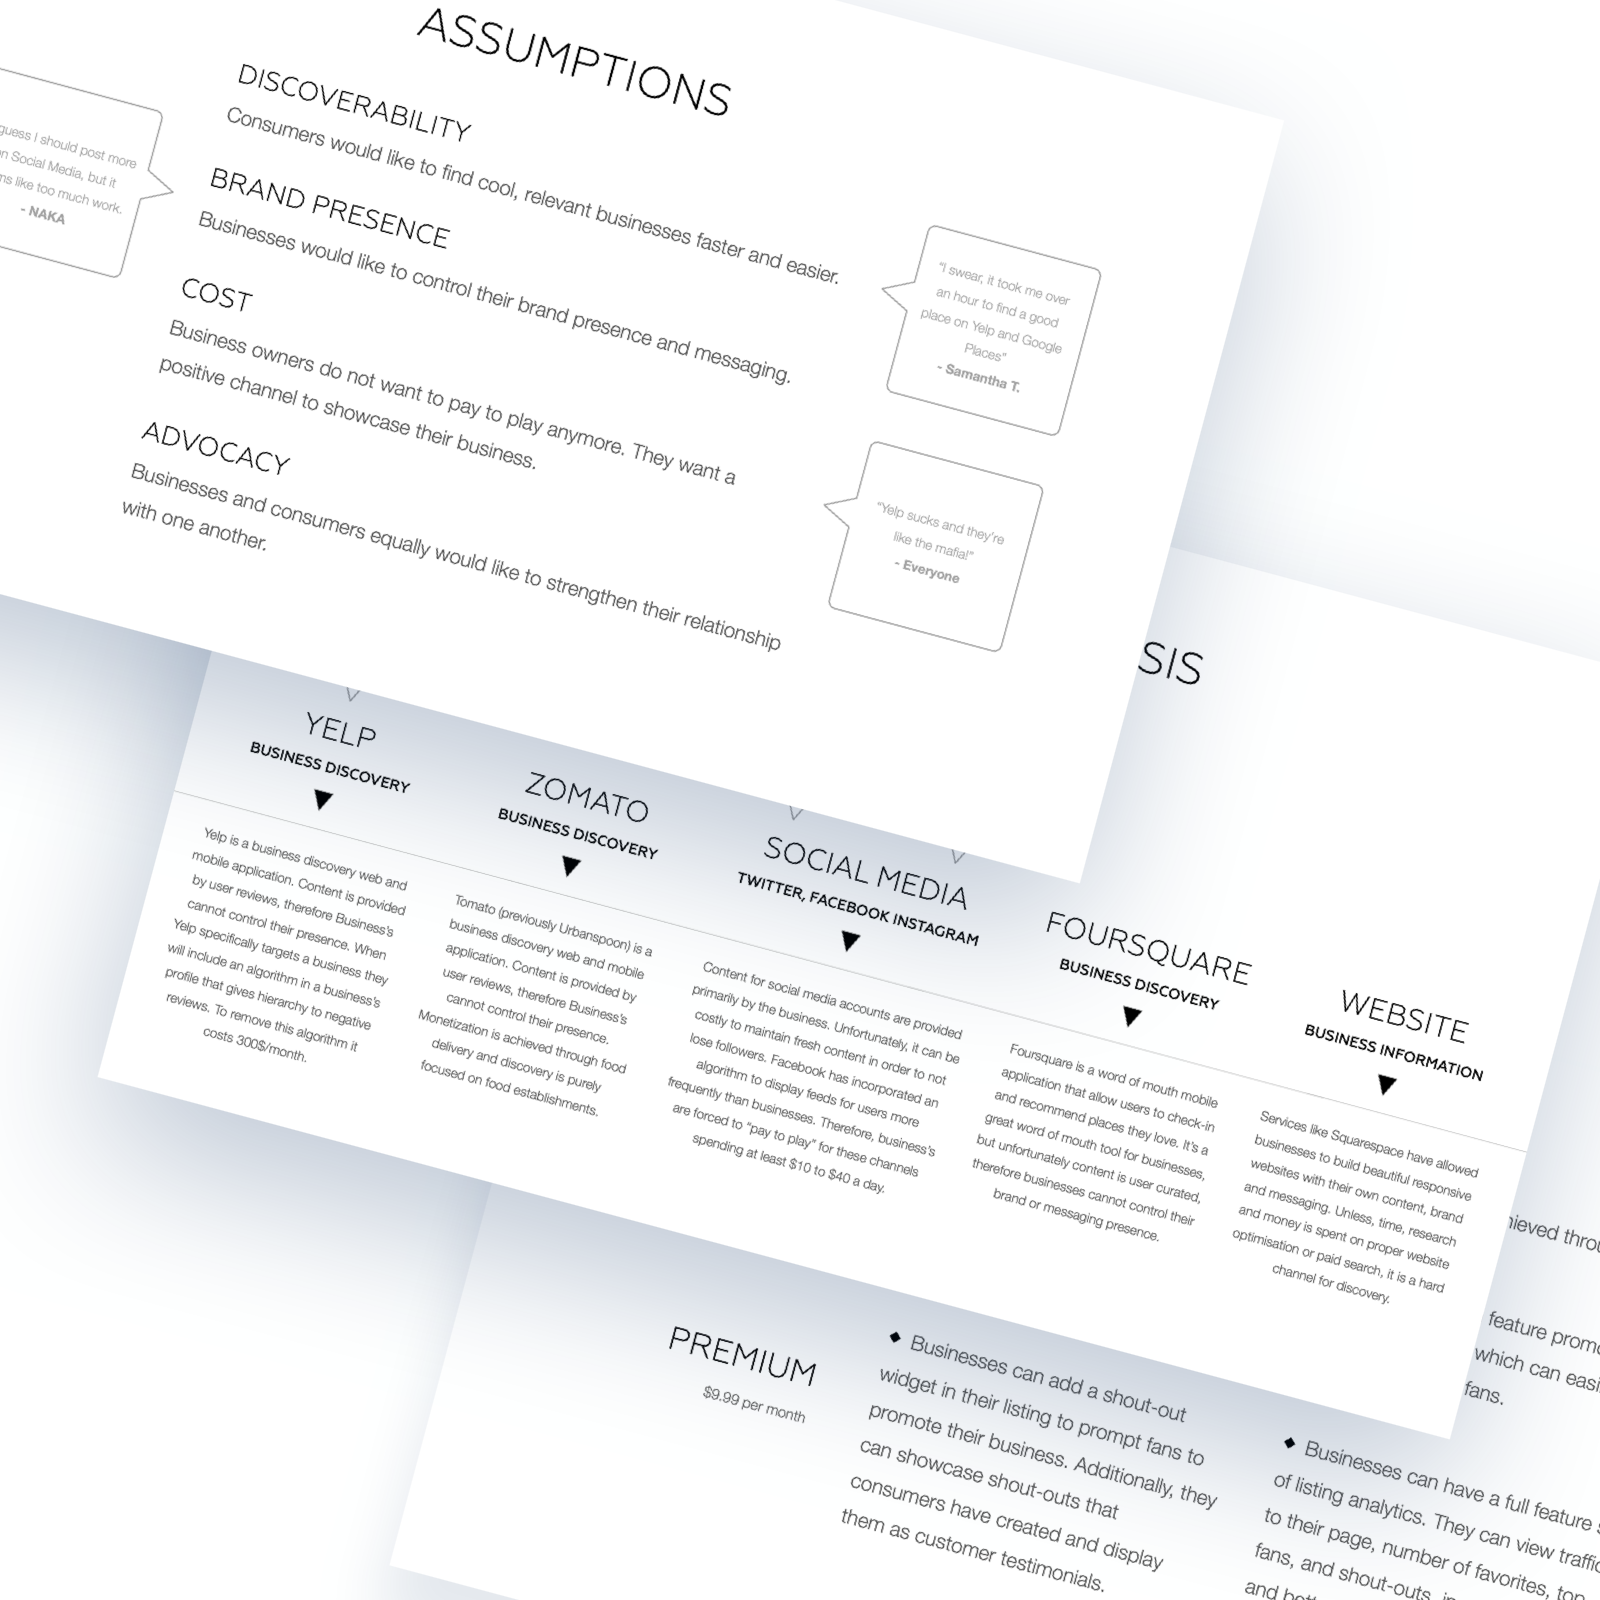 ASSUMPTIONS
DISCOVERABILITY
Consumers would like to find cool, relevant businesses faster and easier.
BRAND PRESENCE
Businesses would like to control their brand presence and messaging.
COST
Business owners do not want to pay to play anymore. They want a
positive channel to showcase their business.
ADVOCACY
Businesses and consumers equally would like to strengthen their relationship
with one another.
guess I should post more
n Social Media, but it
ms like too much work.
- NAKA
"I swear, it took me over
an hour to find a good
place on Yelp and Google
Places"
- Samantha T.
"Yelp sucks and they're
like the mafia!"
- Everyone
SIS
YELP
BUSINESS DISCOVERY
Yelp is a business discovery web and
mobile application. Content is provided
by user reviews, therefore Business's
cannot control their presence. When
Yelp specifically targets a business they
will include an algorithm in a business's
profile that gives hierarchy to negative
reviews. To remove this algorithm it
costs 300$/month.
ZOMATO
BUSINESS DISCOVERY
Tomato (previously Urbanspoon) is a
business discovery web and mobile
application. Content is provided by
user reviews, therefore Business's
cannot control their presence.
Monetization is achieved through food
delivery and discovery is purely
focused on food establishments.
SOCIAL MEDIA
TWITTER, FACEBOOK INSTAGRAM
Content for social media accounts are provided
primarily by the business. Unfortunately, it can be
costly to maintain fresh content in order to not
lose followers. Facebook has incorporated an
algorithm to display feeds for users more
frequently than businesses. Therefore, business's
are forced to "pay to play" for these channels
spending at least $10 to $40 a day.
FOURSQUARE
BUSINESS DISCOVERY
Foursquare is a word of mouth mobile
application that allow users to check-in
and recommend places they love. It's a
great word of mouth tool for businesses,
but unfortunately content is user curated,
therefore businesses cannot control their
brand or messaging presence.
WEBSITE
BUSINESS INFORMATION
Services like Squarespace have allowed
businesses to build beautiful responsive
websites with their own content, brand
and messaging. Unless, time, research
and money is spent on proper website
optimisation or paid search, it is a hard
channel for discovery.
PREMIUM
$9.99 per month
◆ Businesses can add a shout-out
widget in their listing to prompt fans to
promote their business. Additionally, they
can showcase shout-outs that
consumers have created and display
them as customer testimonials.
hieved throu
feature promo
which can easi
fans.
◆ Businesses can have a full feature s
of listing analytics. They can view traffic
to their page, number of favorites, top
fans, and shout-outs, in
and bot